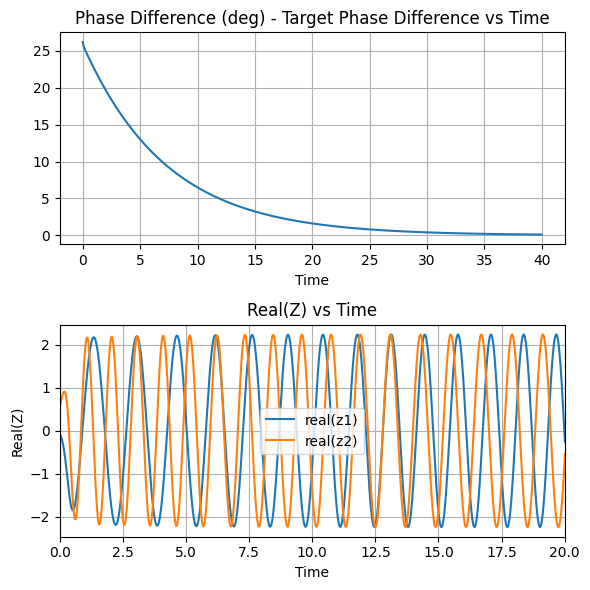 Phase Difference (deg) - Target Phase Difference vs Time
25
20
15
10
5
0
0 5 10 15 20 25 30 35 40
Time
Real(Z) vs Time
Real(Z)
2
1
0
−1
−2
real(z1)
real(z2)
0.0 2.5 5.0 7.5 10.0 12.5 15.0 17.5 20.0
Time